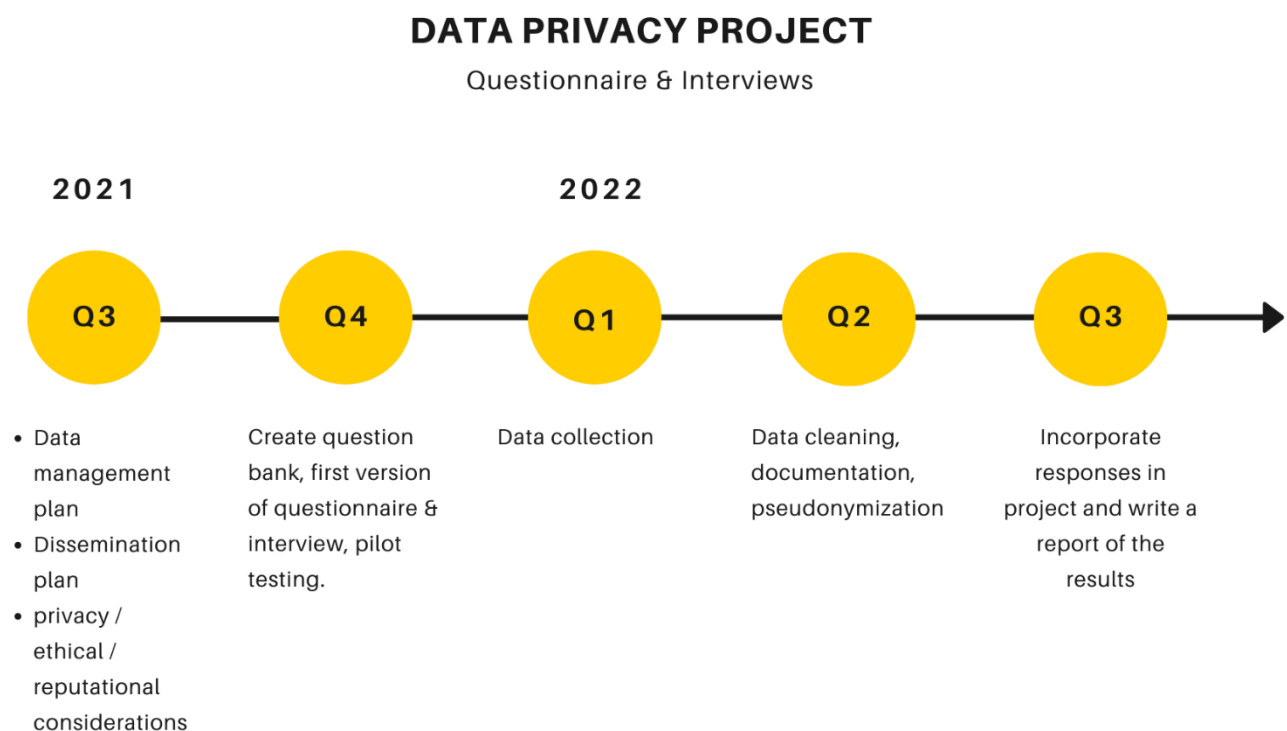 DATA PRIVACY PROJECT
Questionnaire & Interviews
2021
2022
Q3
Q4
Q1
Q2
Q3
• Data
management
plan
• Dissemination
plan
• privacy /
ethical /
reputational
considerations
Create question
bank, first version
of questionnaire &
interview, pilot
testing.
Data collection
Data cleaning,
documentation,
pseudonymization
Incorporate
responses in
project and write a
report of the
results